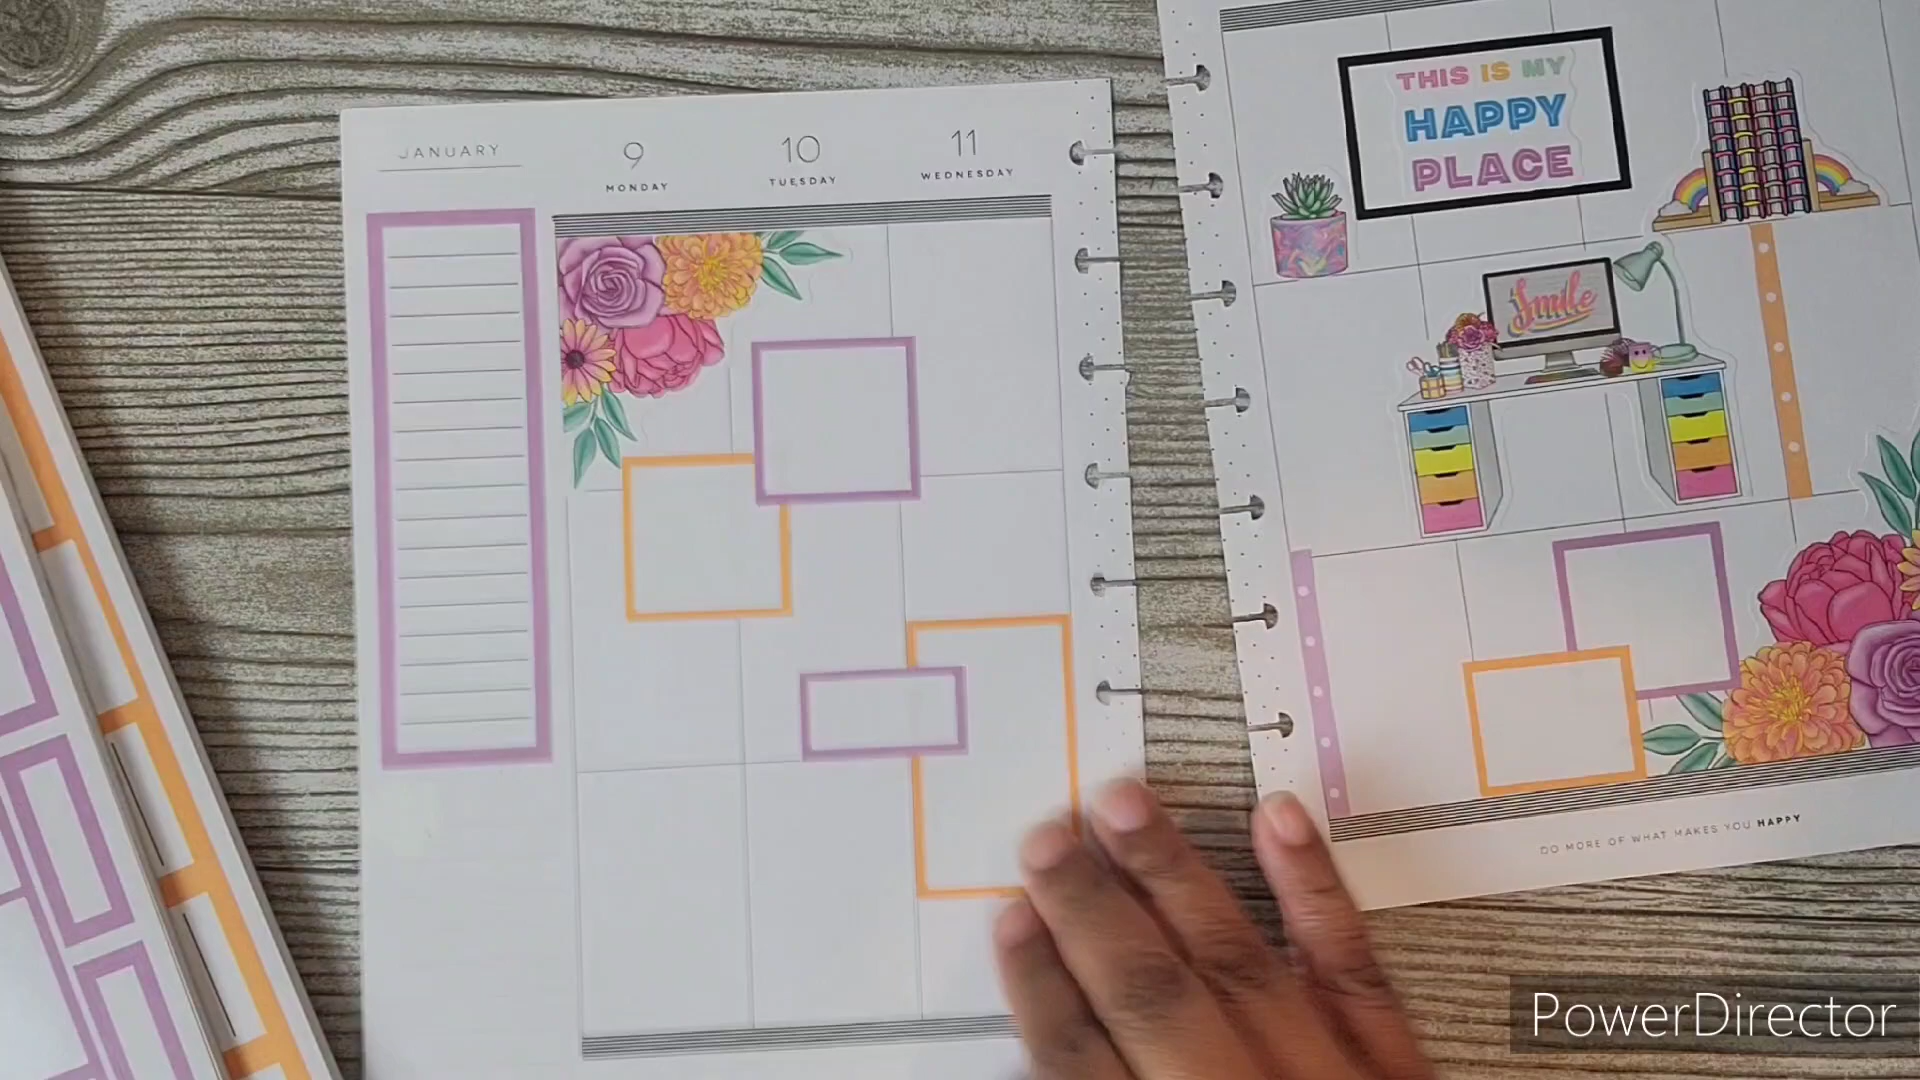 JANUARY
9
MONDAY
10
TUESDAY
11
WEDNESDAY
THIS IS MY
HAPPY
PLACE
Smile
DO MORE OF WHAT MAKES YOU HAPPY
PowerDirector